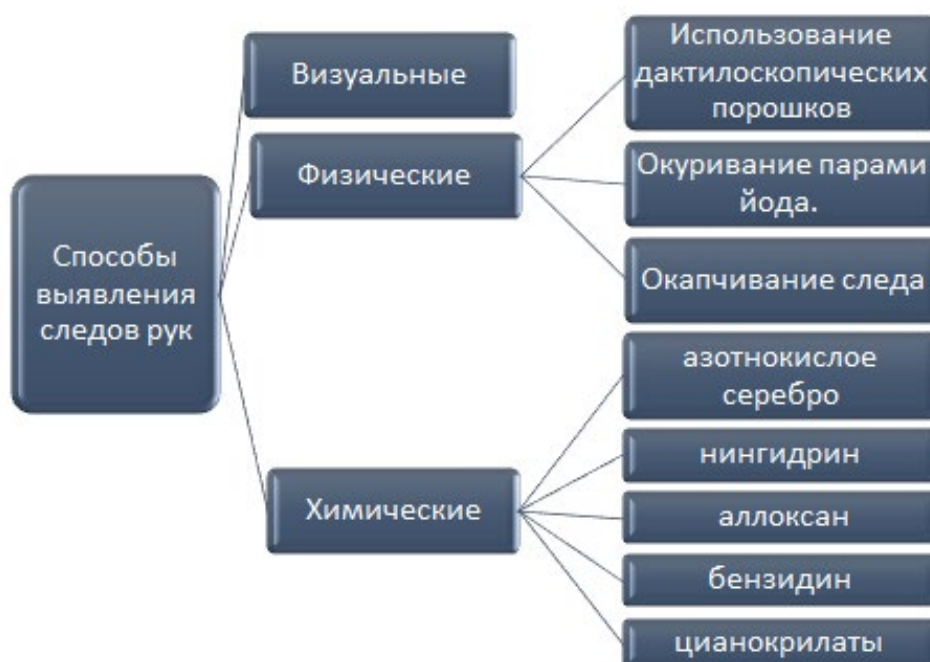 Способы
выявления
следов рук
Визуальные
Физические
Использование
дактилоскопических
порошков
Окуривание парами
йода.
Окапчивание следа
Химические
азотнокислое
серебро
нингидрин
аллоксан
бензидин
цианокрилаты